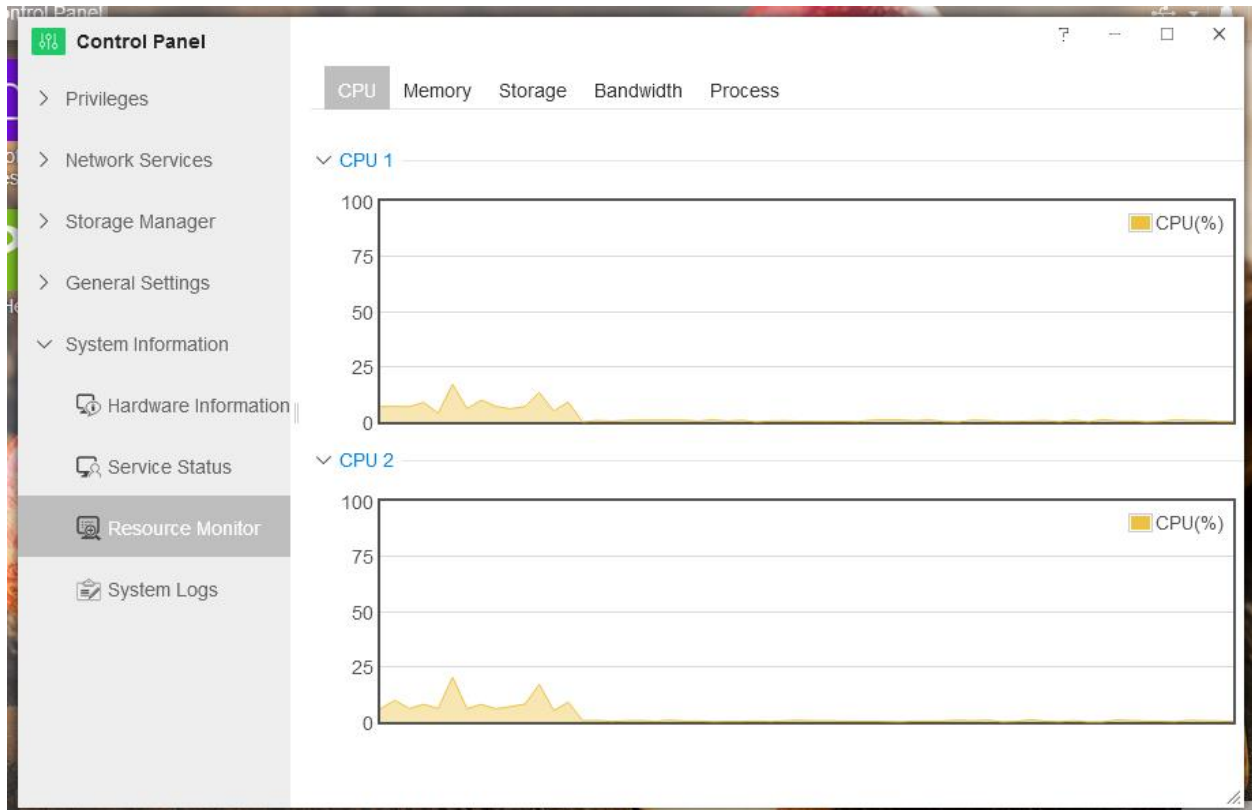 Control Panel
Privileges
Network Services
Storage Manager
General Settings
System Information
Hardware Information
Service Status
Resource Monitor
System Logs
?
CPU Memory Storage Bandwidth Process
CPU 1
100
75
50
25
0
CPU(%)
CPU 2
100
75
50
25
0
CPU(%)